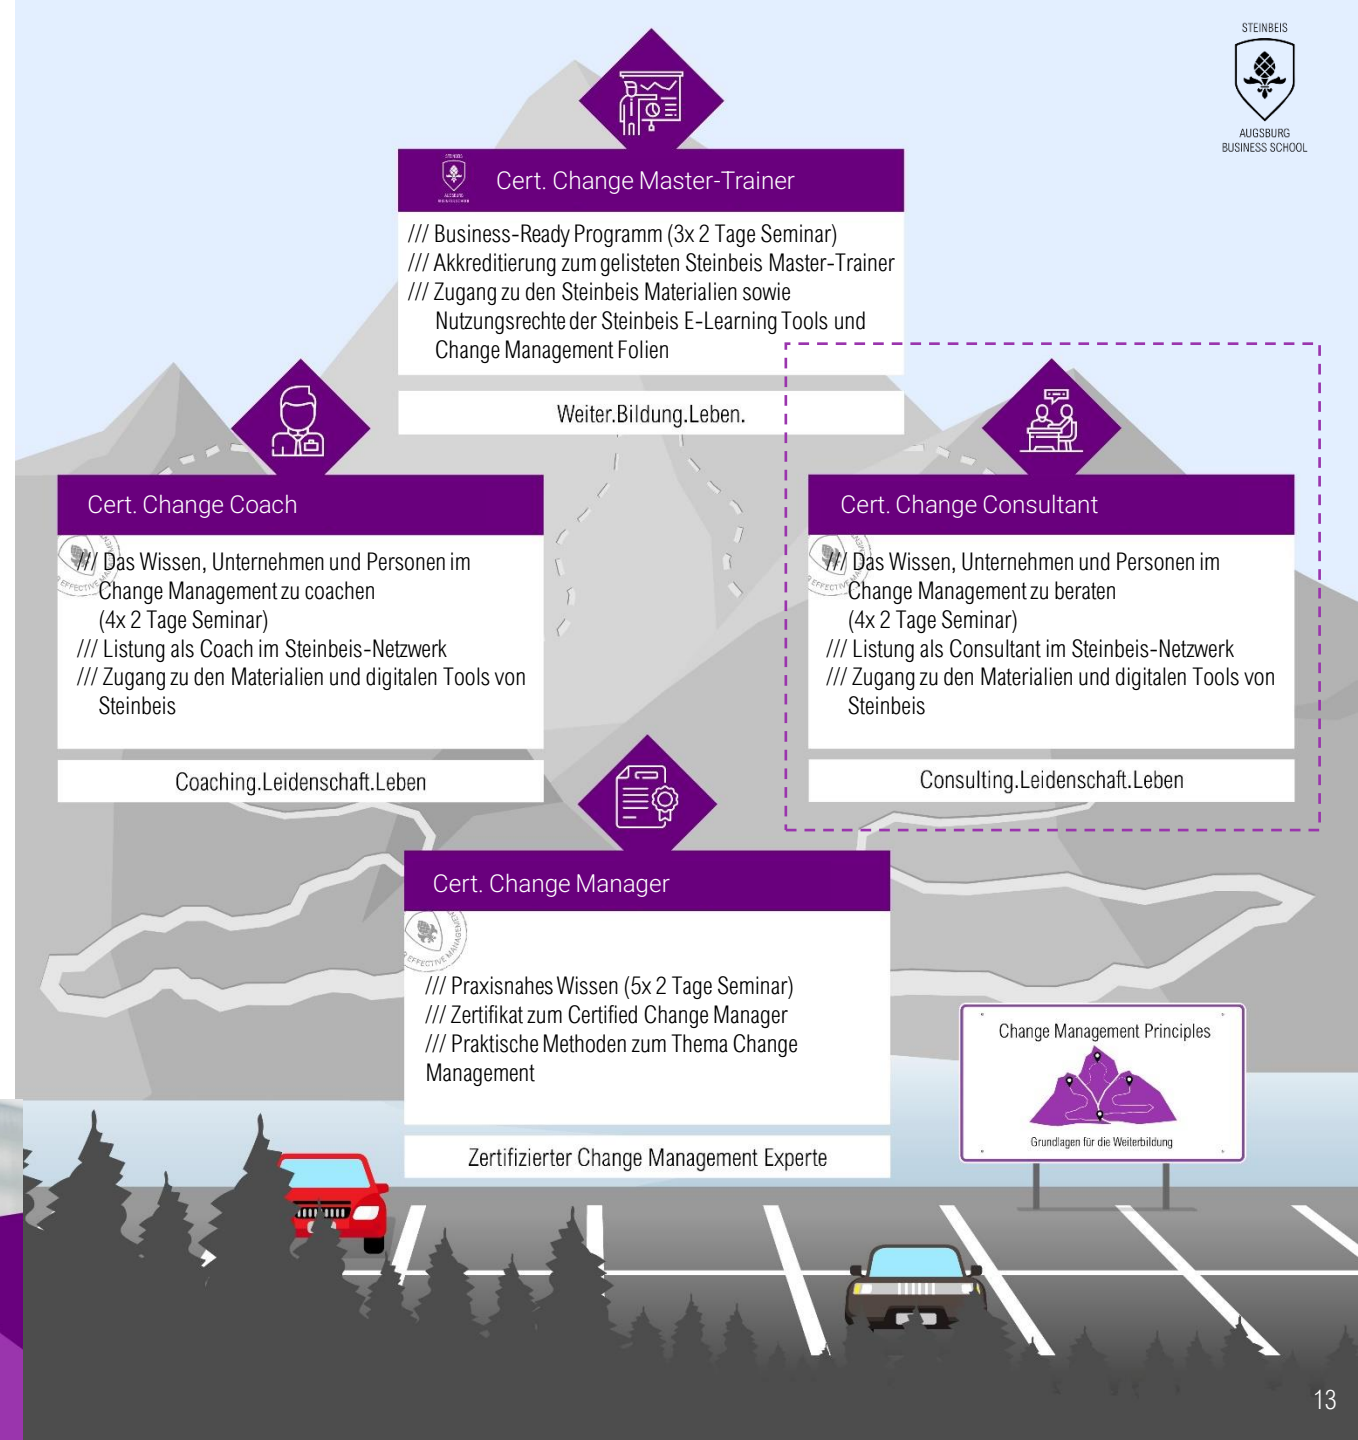 STEINBEIS
AUGSBURG
BUSINESS SCHOOL
Cert. Change Master-Trainer
/// Business-Ready Programm (3x 2 Tage Seminar)
/// Akkreditierung zum gelisteten Steinbeis Master-Trainer
/// Zugang zu den Steinbeis Materialien sowie
Nutzungsrechte der Steinbeis E-Learning Tools und
Change Management Folien
Weiter.Bildung.Leben.
Cert. Change Coach
/// Das Wissen, Unternehmen und Personen im
Change Management zu coachen
(4x 2 Tage Seminar)
/// Listung als Coach im Steinbeis-Netzwerk
/// Zugang zu den Materialien und digitalen Tools von
Steinbeis
Coaching.Leidenschaft.Leben
Cert. Change Consultant
/// Das Wissen, Unternehmen und Personen im
Change Management zu beraten
(4x 2 Tage Seminar)
/// Listung als Consultant im Steinbeis-Netzwerk
/// Zugang zu den Materialien und digitalen Tools von
Steinbeis
Consulting.Leidenschaft.Leben
Cert. Change Manager
EFFECTIVE MANAGEMENT
/// Praxisnahes Wissen (5x 2 Tage Seminar)
/// Zertifikat zum Certified Change Manager
/// Praktische Methoden zum Thema Change
Management
Zertifizierter Change Management Experte
Change Management Principles
Grundlagen für die Weiterbildung
13